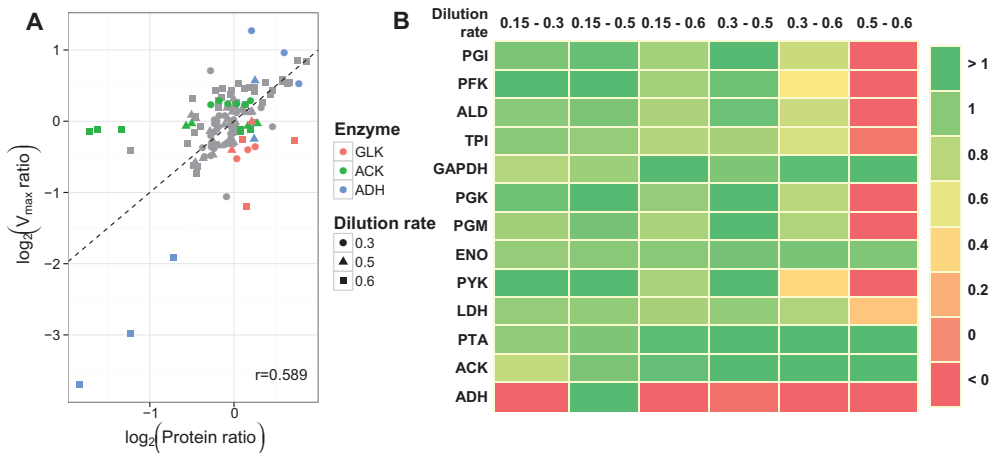 A
log2(Vmax ratio)
1
0
−1
−2
−3
−1
0
log2(Protein ratio)
r=0.589
Enzyme
GLK
ACK
ADH
Dilution rate
0.3
0.5
0.6
B
Dilution rate
0.15 - 0.3 0.15 - 0.5 0.15 - 0.6 0.3 - 0.5 0.3 - 0.6 0.5 - 0.6
PGI
PFK
ALD
TPI
GAPDH
PGK
PGM
ENO
PYK
LDH
PTA
ACK
ADH
> 1
1
0.8
0.6
0.4
0.2
0
< 0